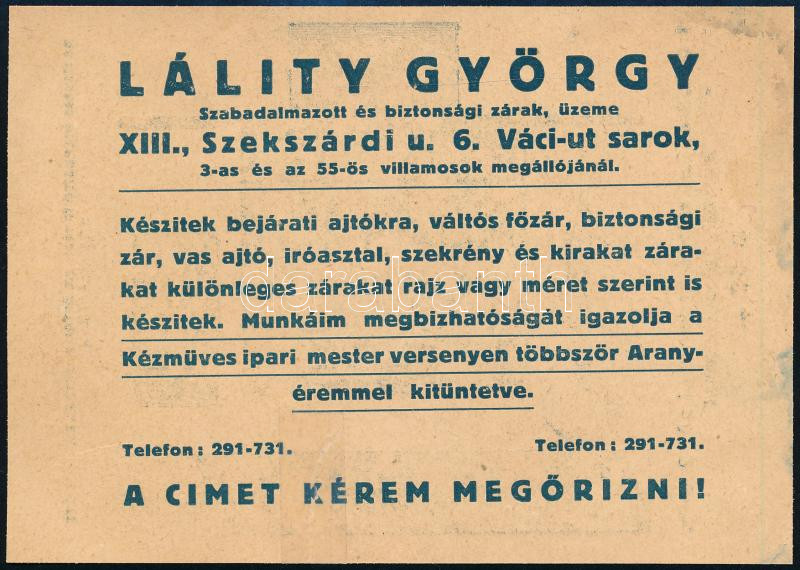 LÁLITY GYÖRGY
Szabadalmazott és biztonsági zárak, üzeme
XIII., Szekszárdi u. 6. Váci-ut sarok,
3-as és az 55-ös villamosok megállójánál.
Készitek bejárati ajtókra, váltós főzár, biztonsági
zár, vas ajtó, iróasztal, szekrény és kirakat zára-
kat különleges zárakat rajz vagy méret szerint is
darabanth
készitek. Munkáim megbizhatóságát igazolja a
Kézmüves ipari mester versenyen többször Arany-
éremmel kitüntetve.
Telefon: 291-731. Telefon: 291-731.
A CIMET KÉREM MEGŐRIZNI!